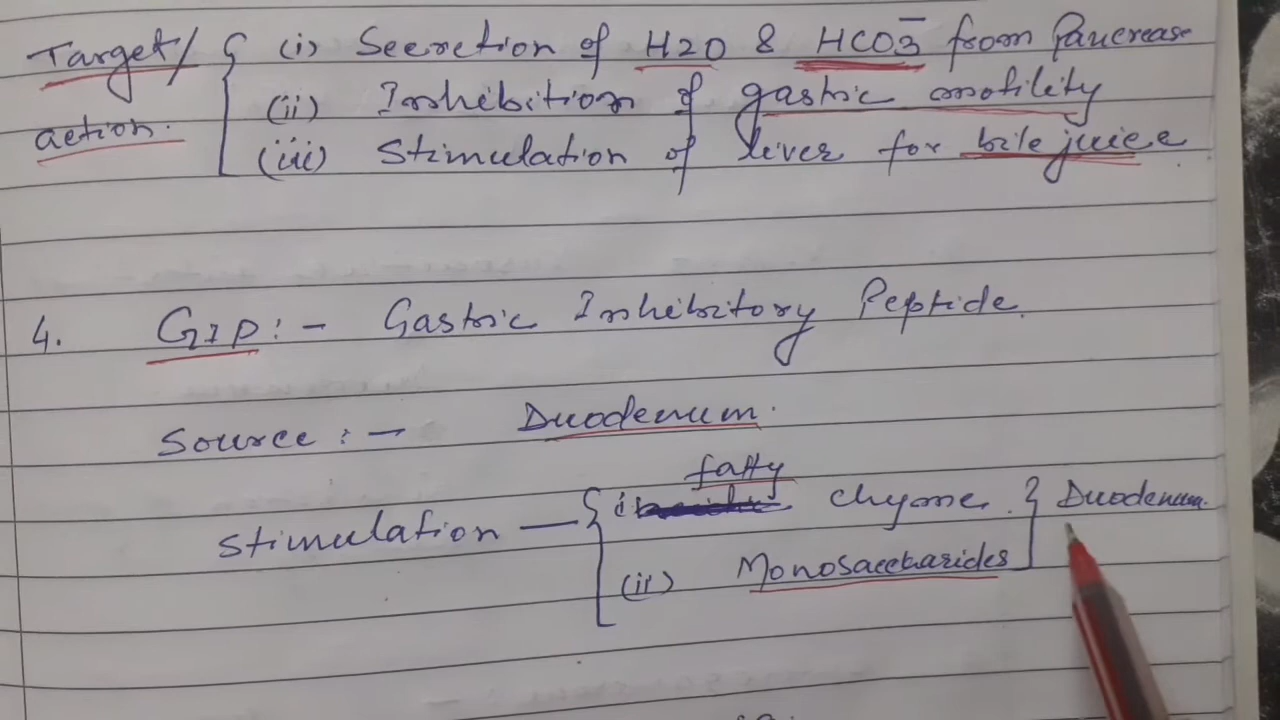 Target/ { (i) Secretion of H2O & HCO3̄ from Pancrease
action. (ii) Inhibition of gastric motility
(iii) Stimulation of liver for bile juice.
4. GIP :- Gastric Inhibitory Peptide.
Source :- Duodenum.
fatty
Stimulation — { (i) chyme. } Duodenum.
(ii) Monosaccharides